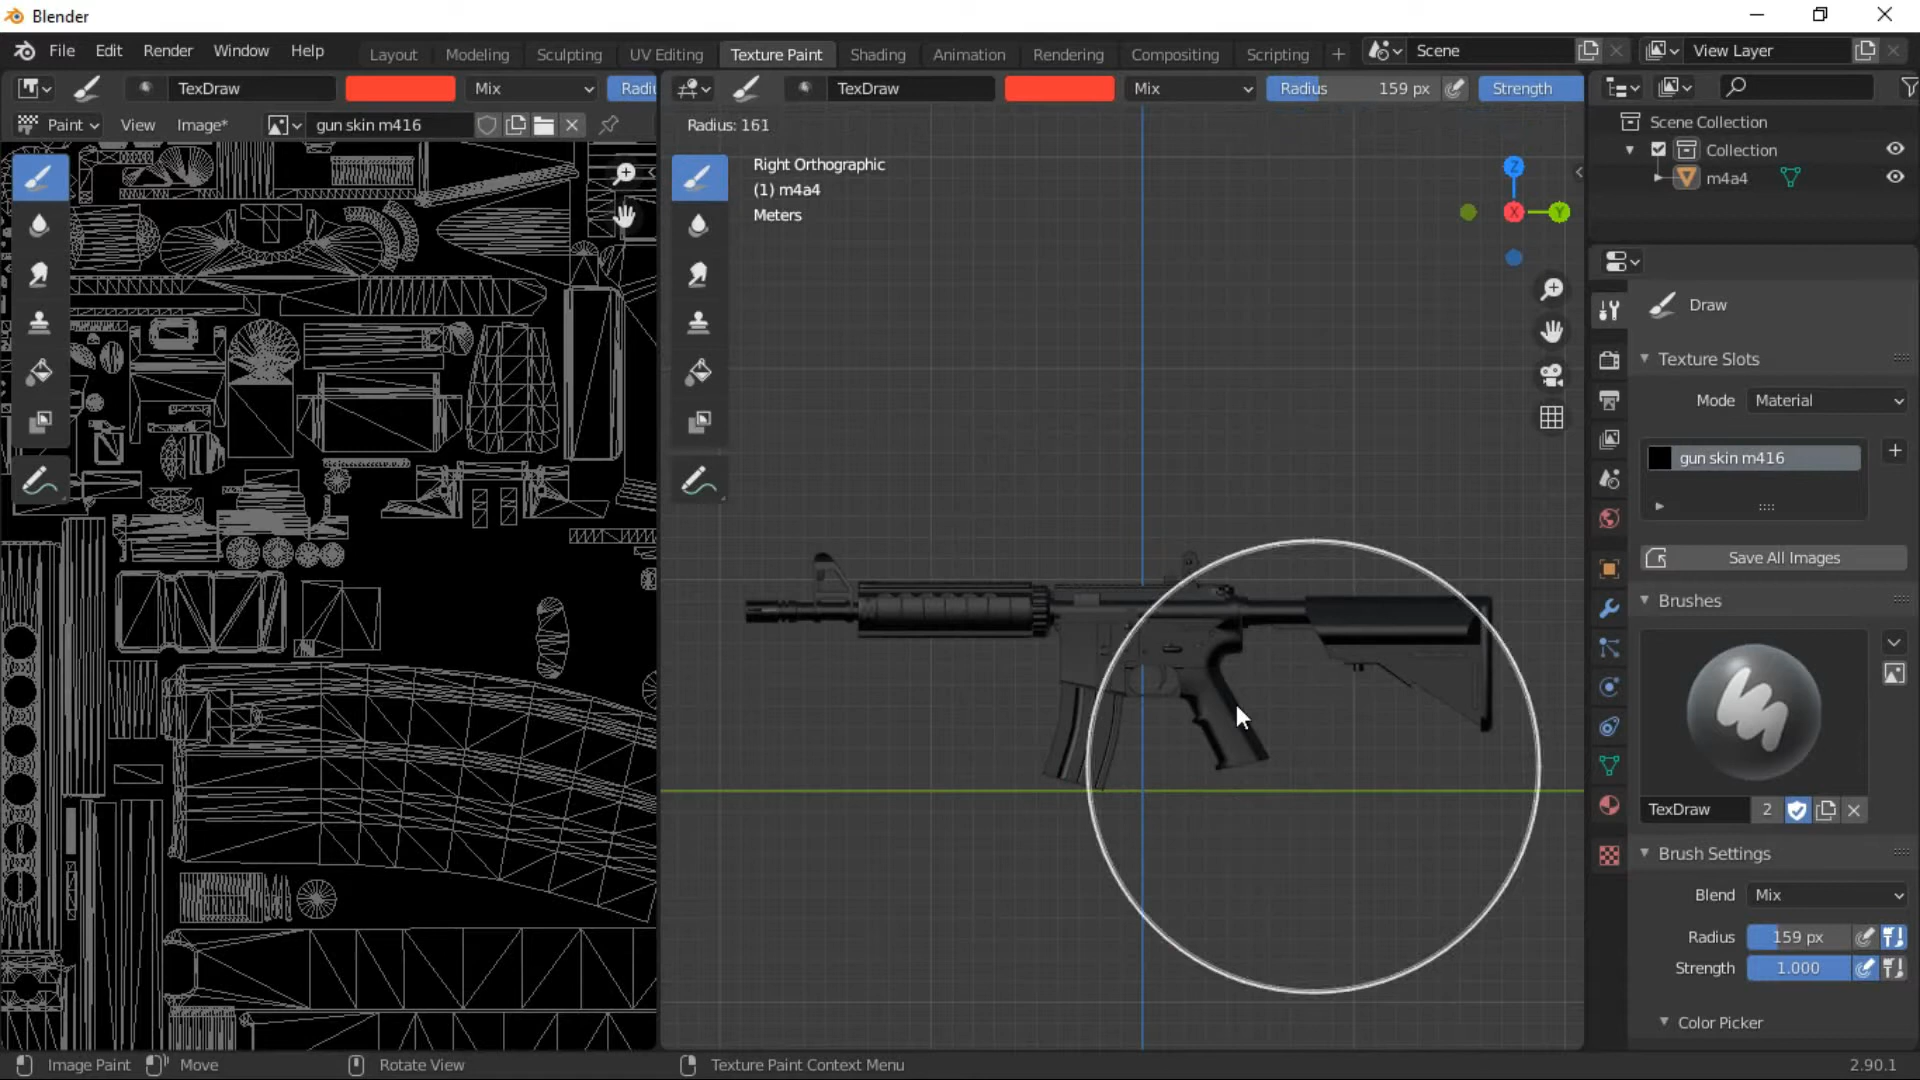 Blender
File Edit Render Window Help Layout Modeling Sculpting UV Editing Texture Paint Shading Animation Rendering Compositing Scripting + Scene View Layer
TexDraw Mix Radiu TexDraw Mix Radius 159 px Strength
Paint View Image* gun skin m416 Radius: 161
Right Orthographic
(1) m4a4
Meters
Z
X
Y
Scene Collection
Collection
m4a4
Draw
Texture Slots
Mode Material
gun skin m416
Save All Images
Brushes
TexDraw 2
Brush Settings
Blend Mix
Radius 159 px
Strength 1.000
Color Picker
Image Paint Move Rotate View Texture Paint Context Menu 2.90.1